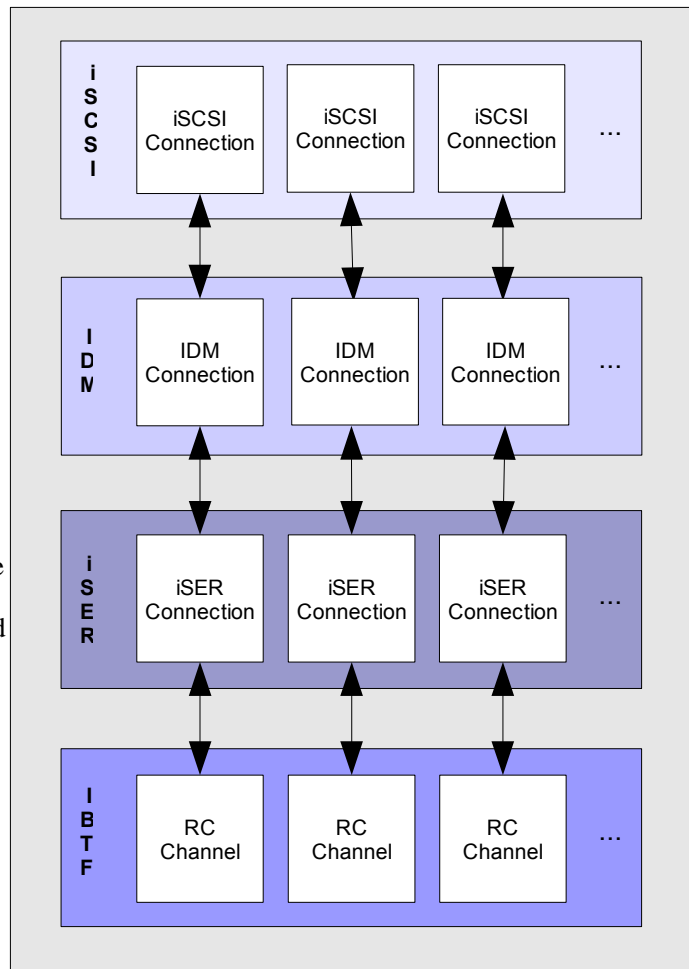 i
S
C
S
I
iSCSI
Connection
iSCSI
Connection
iSCSI
Connection
...
I
D
M
IDM
Connection
IDM
Connection
IDM
Connection
...
e
d
i
S
E
R
iSER
Connection
iSER
Connection
iSER
Connection
...
I
B
T
F
RC
Channel
RC
Channel
RC
Channel
...